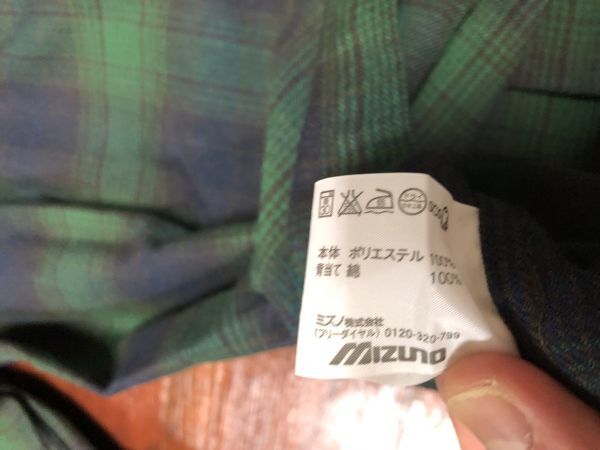 本体 ポリエステル 100%
背当て 綿 100%
ミズノ株式会社
(フリーダイヤル) 0120-320-799
MIZUNO